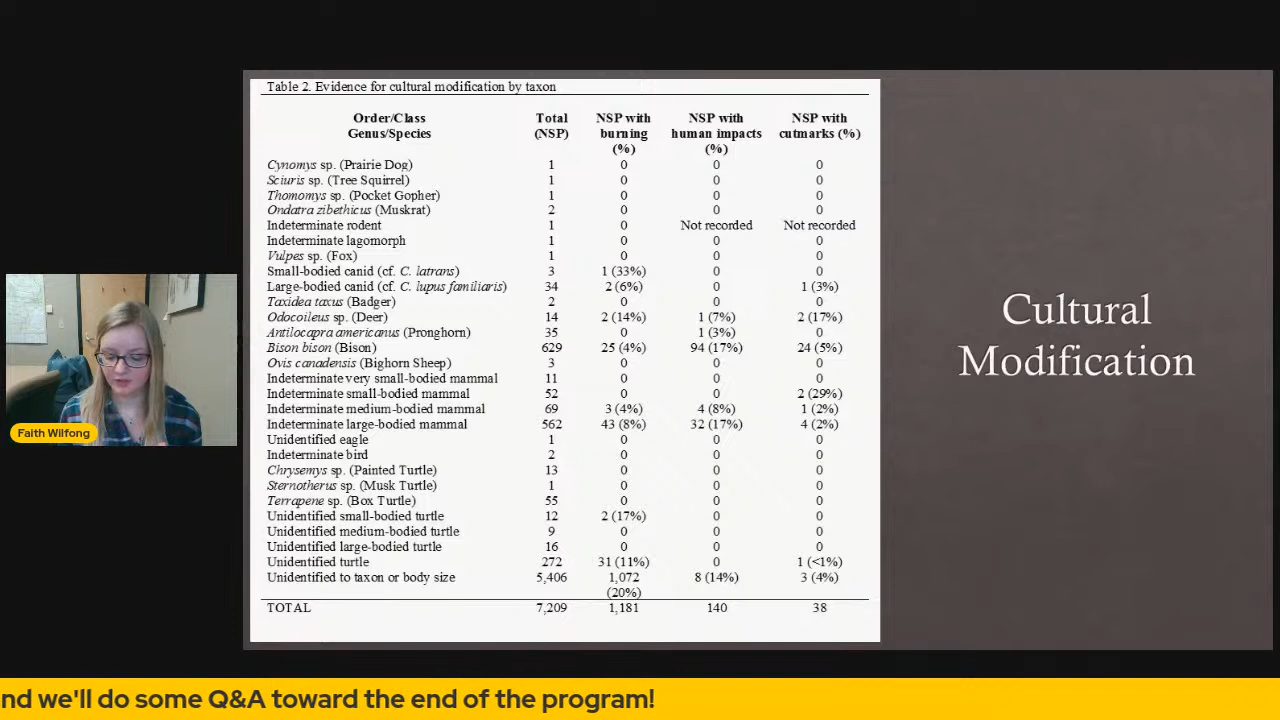 Table 2. Evidence for cultural modification by taxon
Order/Class Genus/Species Total (NSP) NSP with burning (%) NSP with human impacts (%) NSP with cutmarks (%)
Cynomys sp. (Prairie Dog) 1 0 0 0
Sciuris sp. (Tree Squirrel) 1 0 0 0
Thomomys sp. (Pocket Gopher) 1 0 0 0
Ondatra zibethicus (Muskrat) 2 0 0 0
Indeterminate rodent 1 0 Not recorded Not recorded
Indeterminate lagomorph 1 0 0 0
Vulpes sp. (Fox) 1 0 0 0
Small-bodied canid (cf. C. latrans) 3 1 (33%) 0 0
Large-bodied canid (cf. C. lupus familiaris) 34 2 (6%) 0 1 (3%)
Taxidea taxus (Badger) 2 0 0 0
Odocoileus sp. (Deer) 14 2 (14%) 1 (7%) 2 (17%)
Antilocapra americanus (Pronghorn) 35 0 1 (3%) 0
Bison bison (Bison) 629 25 (4%) 94 (17%) 24 (5%)
Ovis canadensis (Bighorn Sheep) 3 0 0 0
Indeterminate very small-bodied mammal 11 0 0 0
Indeterminate small-bodied mammal 52 0 0 2 (29%)
Indeterminate medium-bodied mammal 69 3 (4%) 4 (8%) 1 (2%)
Indeterminate large-bodied mammal 562 43 (8%) 32 (17%) 4 (2%)
Unidentified eagle 1 0 0 0
Indeterminate bird 2 0 0 0
Chrysemys sp. (Painted Turtle) 13 0 0 0
Sternotherus sp. (Musk Turtle) 1 0 0 0
Terrapene sp. (Box Turtle) 55 0 0 0
Unidentified small-bodied turtle 12 2 (17%) 0 0
Unidentified medium-bodied turtle 9 0 0 0
Unidentified large-bodied turtle 16 0 0 0
Unidentified turtle 272 31 (11%) 0 1 (<1%)
Unidentified to taxon or body size 5,406 1,072 (20%) 8 (14%) 3 (4%)
TOTAL 7,209 1,181 140 38
Cultural
Modification
Faith Wilfong
nd we'll do some Q&A toward the end of the program!